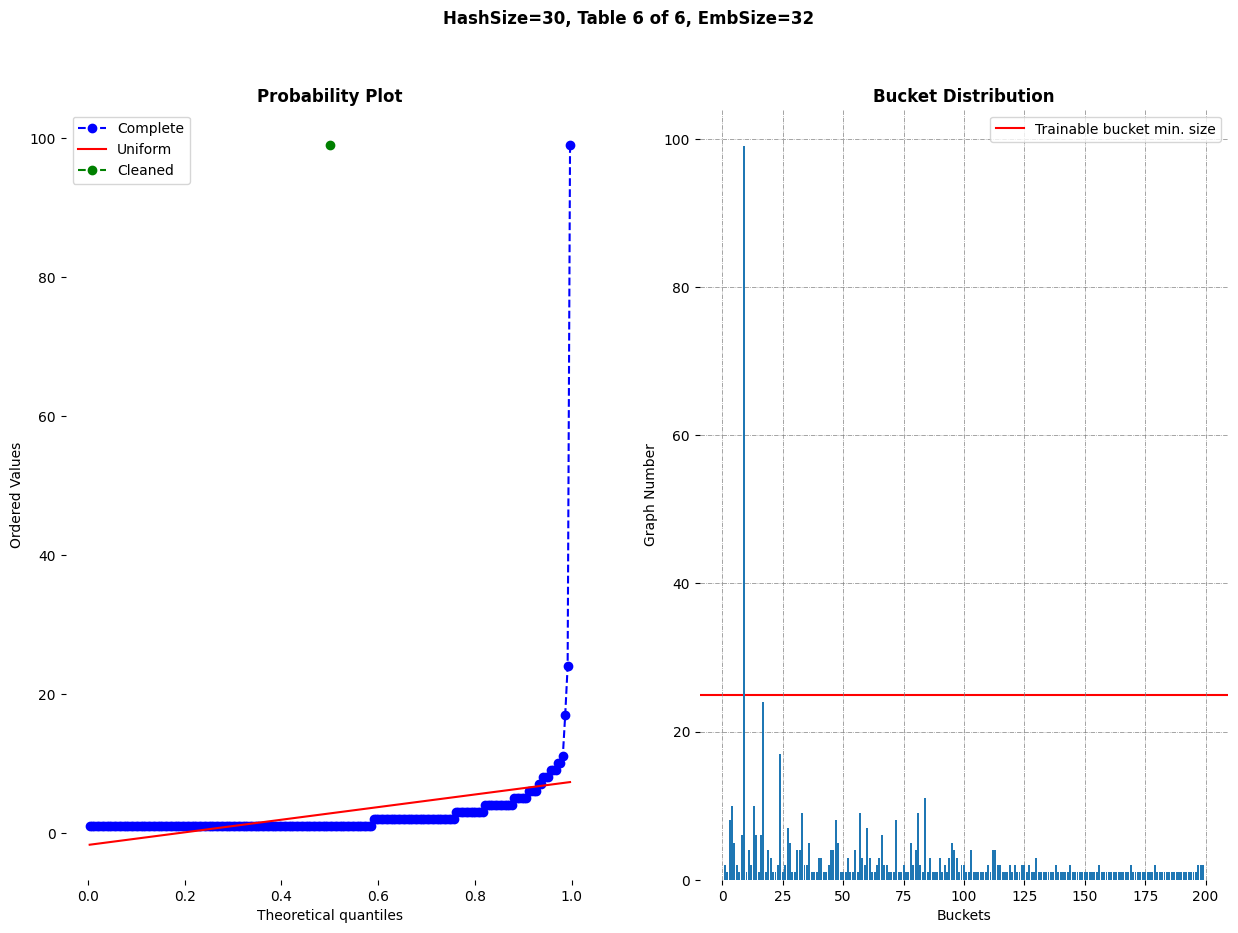 HashSize=30, Table 6 of 6, EmbSize=32
Probability Plot
Complete
Uniform
Cleaned
100
80
60
40
20
0
Ordered Values
0.0 0.2 0.4 0.6 0.8 1.0
Theoretical quantiles
Bucket Distribution
Trainable bucket min. size
100
80
60
40
20
0
Graph Number
0 25 50 75 100 125 150 175 200
Buckets